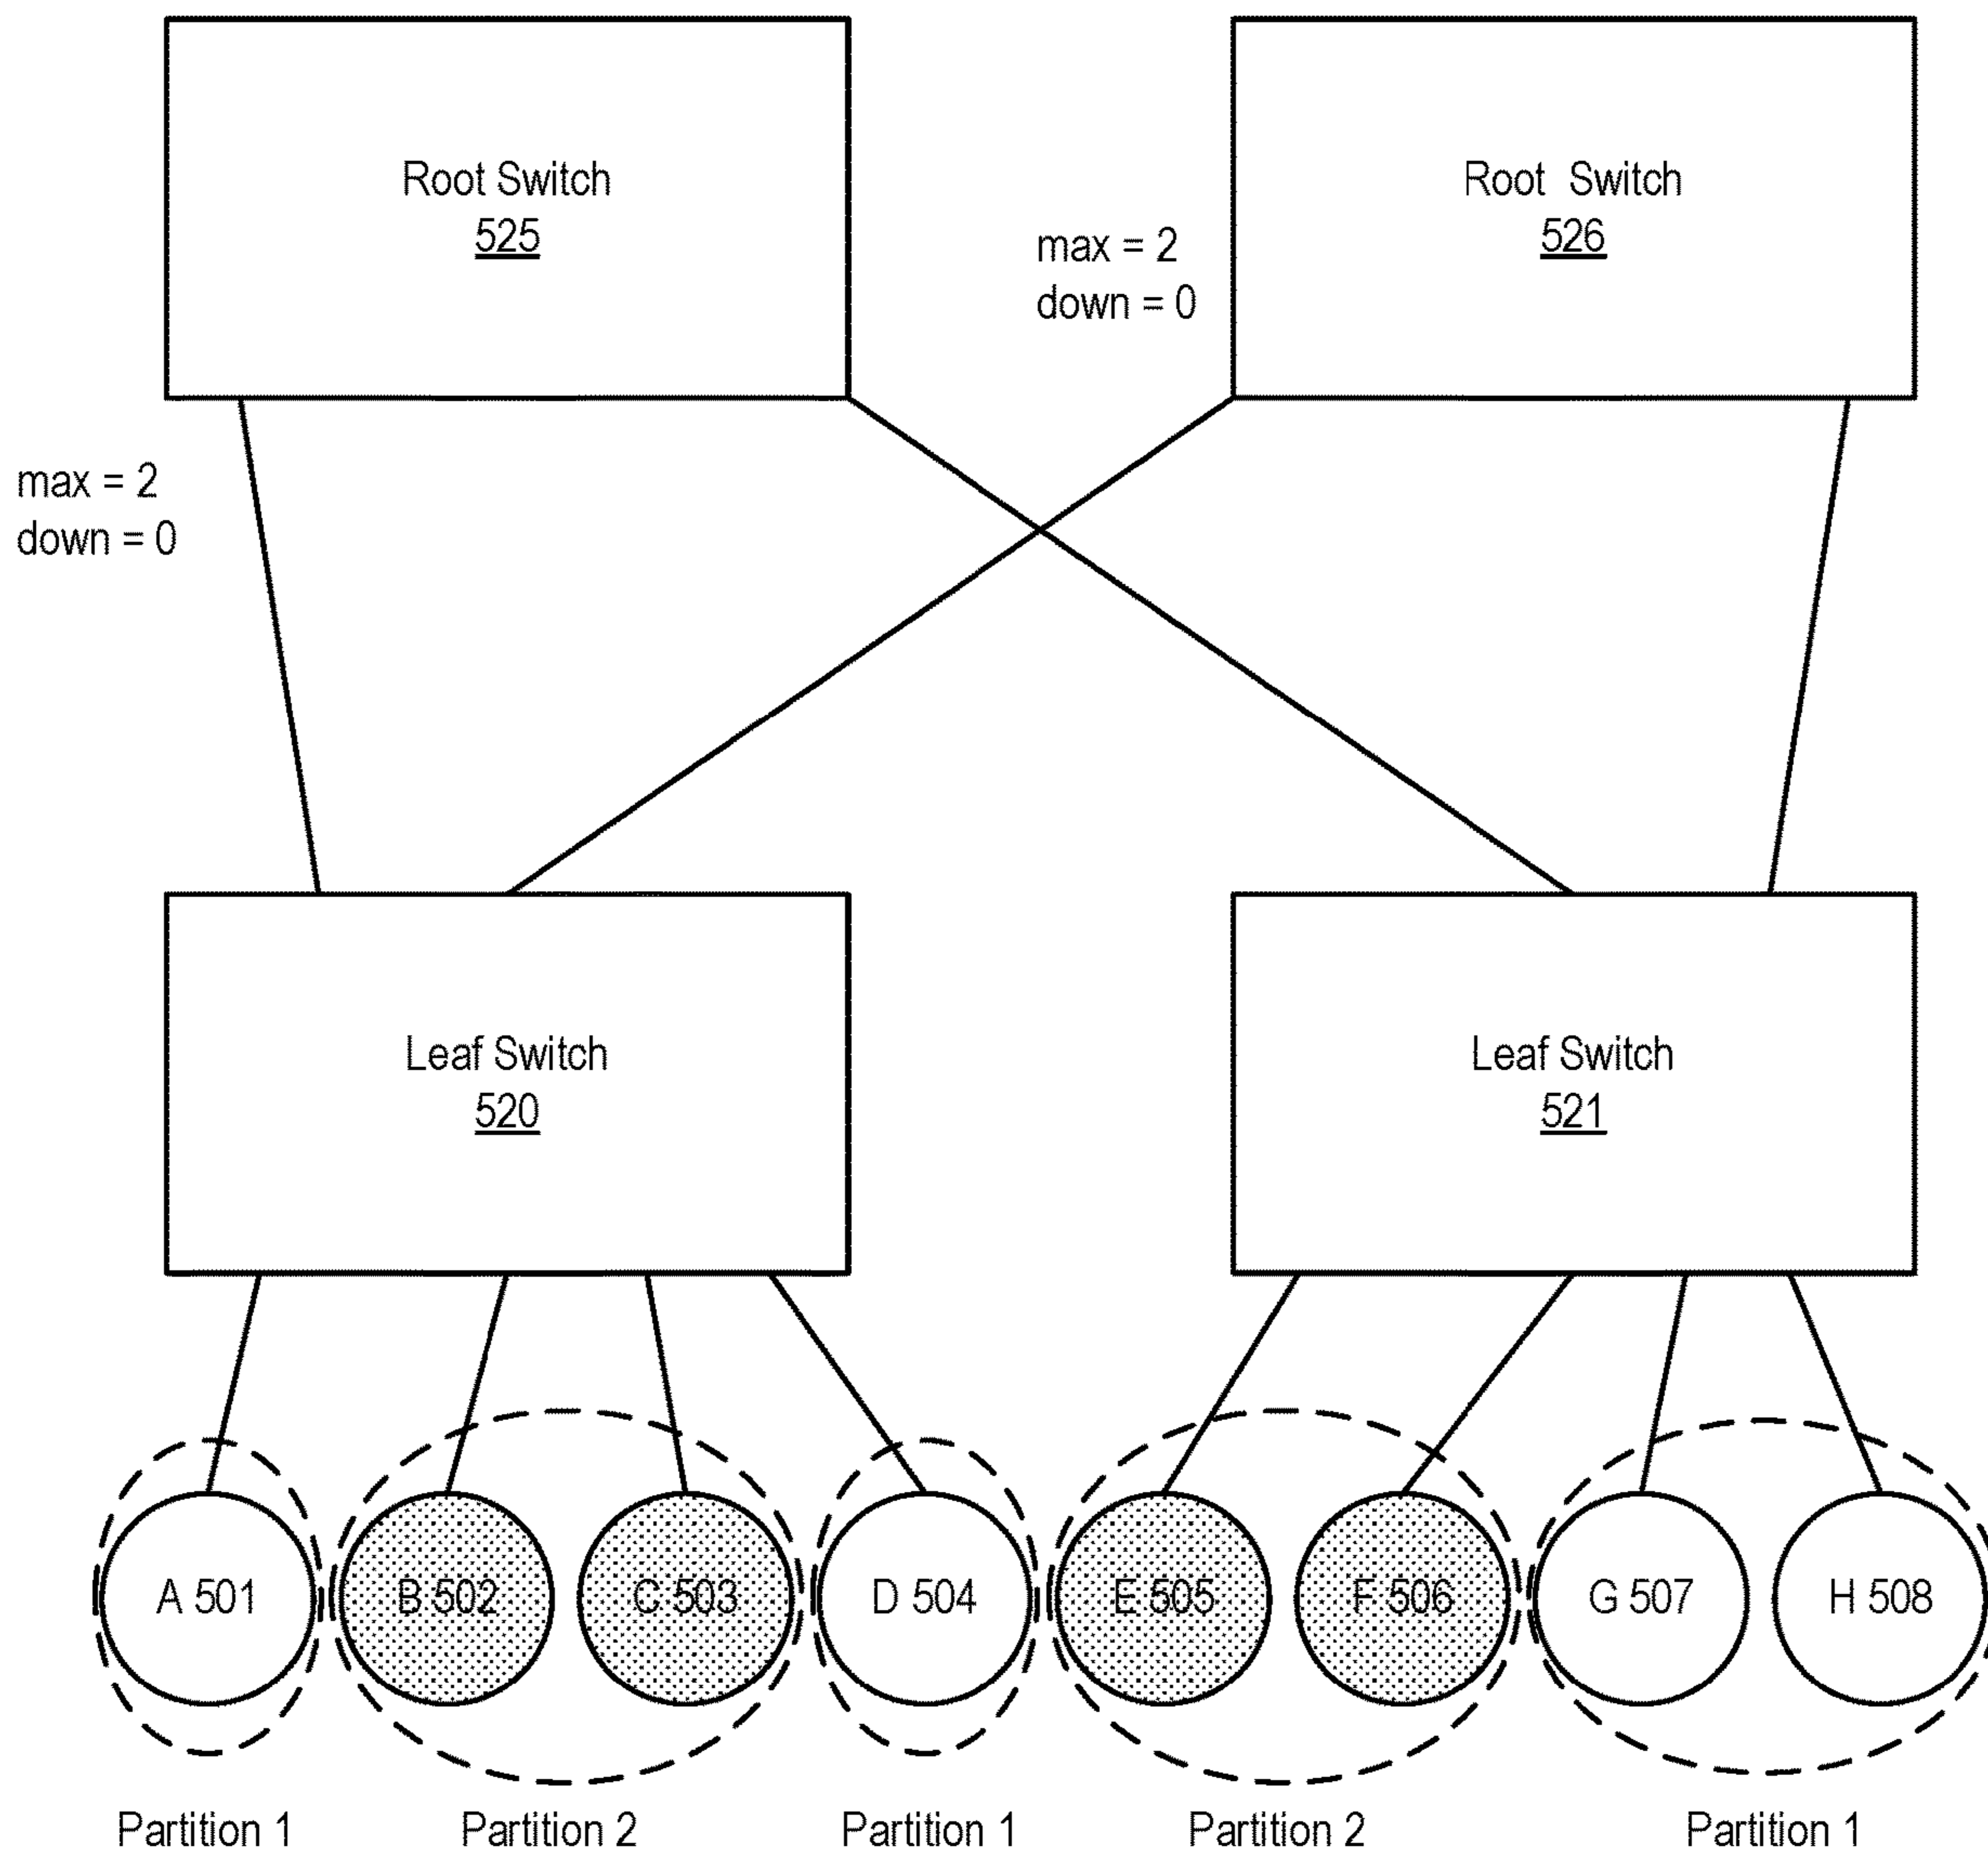 Root Switch
525
Root Switch
526
max = 2
down = 0
max = 2
down = 0
Leaf Switch
520
Leaf Switch
521
A 501
B 502
C 503
D 504
E 505
F 506
G 507
H 508
Partition 1
Partition 2
Partition 1
Partition 2
Partition 1